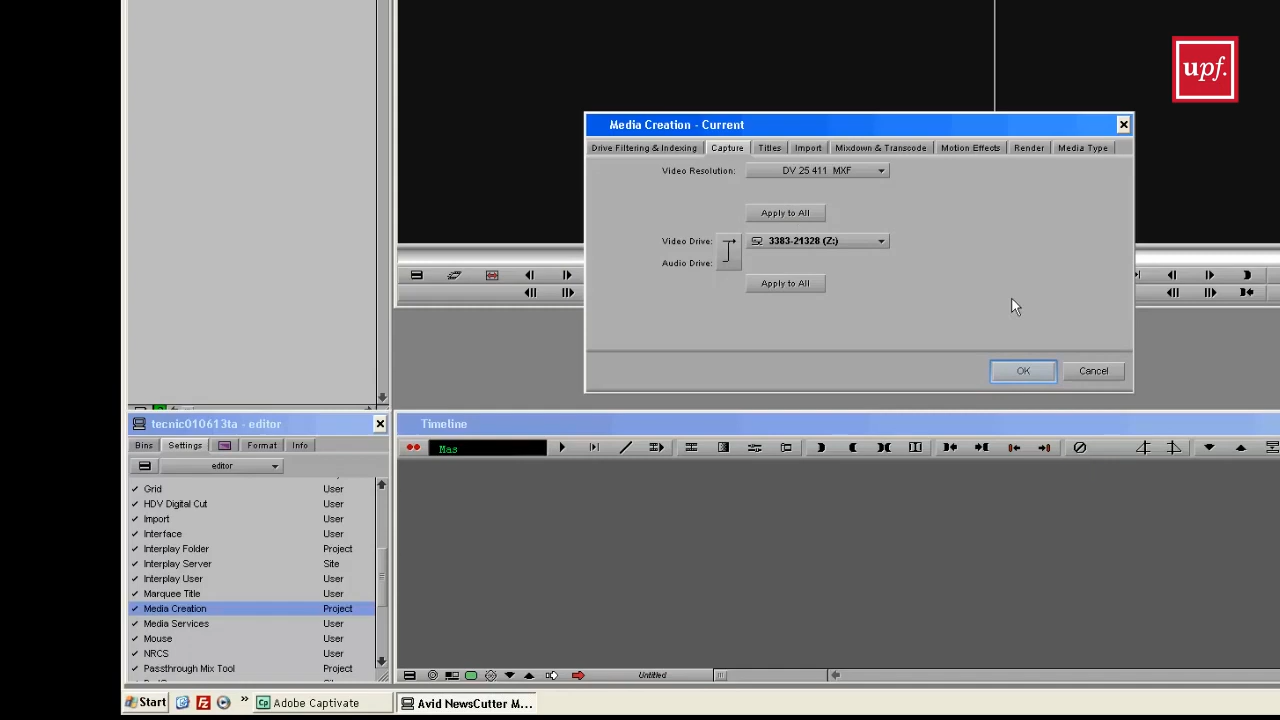 upf.
Media Creation - Current
Drive Filtering & Indexing Capture Titles Import Mixdown & Transcode Motion Effects Render Media Type
Video Resolution: DV 25 411 MXF
Apply to All
Video Drive: 3383-21328 (Z:)
Audio Drive:
Apply to All
OK Cancel
tecnic010613ta - editor
Bins Settings Format Info
editor
Grid User
HDV Digital Cut User
Import User
Interface User
Interplay Folder Project
Interplay Server Site
Interplay User User
Marquee Title User
Media Creation Project
Media Services User
Mouse User
NRCS User
Passthrough Mix Tool Project
Timeline
Mas
Untitled
Start » Cp Adobe Captivate Avid NewsCutter M...